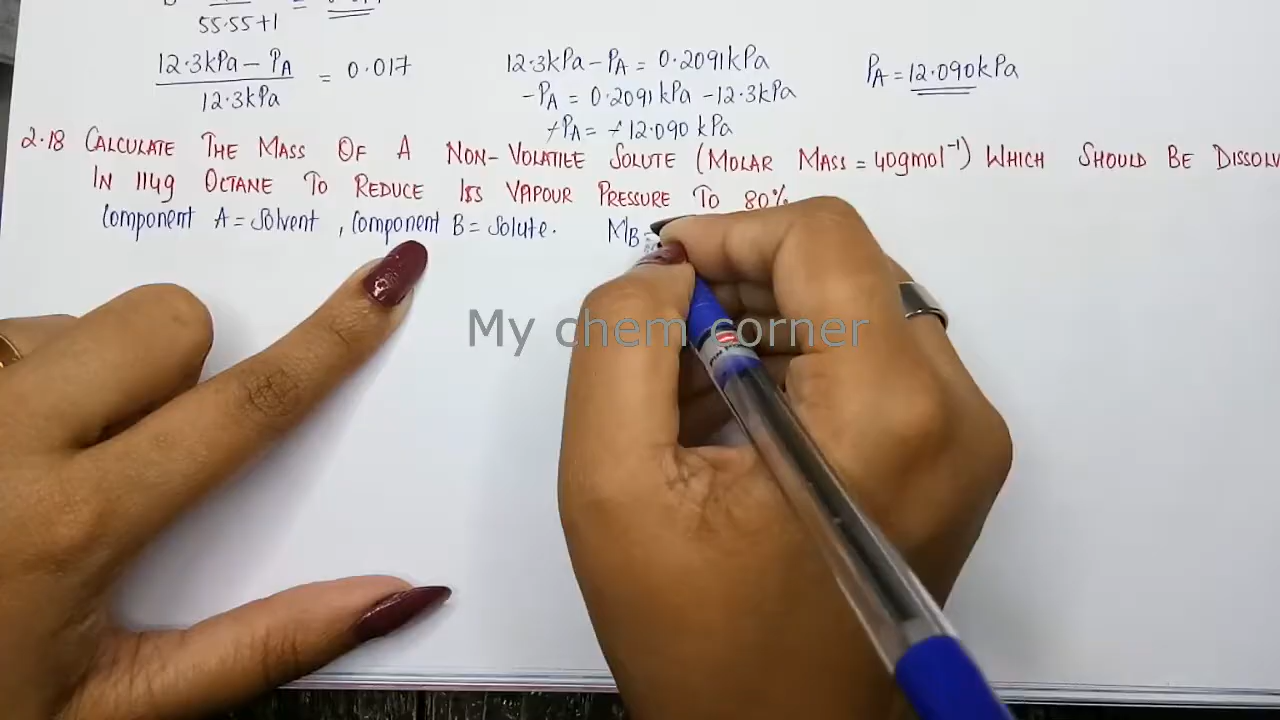 55.55+1
12.3kPa - PA / 12.3kPa = 0.017
12.3kPa - PA = 0.2091kPa
-PA = 0.2091kPa - 12.3kPa
+PA = +12.090 kPa
PA = 12.090kPa
2.18 CALCULATE THE MASS OF A NON-VOLATILE SOLUTE (MOLAR MASS = 40gmol⁻¹) WHICH SHOULD BE DISSOLV
IN 114g OCTANE TO REDUCE ITS VAPOUR PRESSURE TO 80%
Component A = Solvent , Component B = Solute. MB =
My chem corner